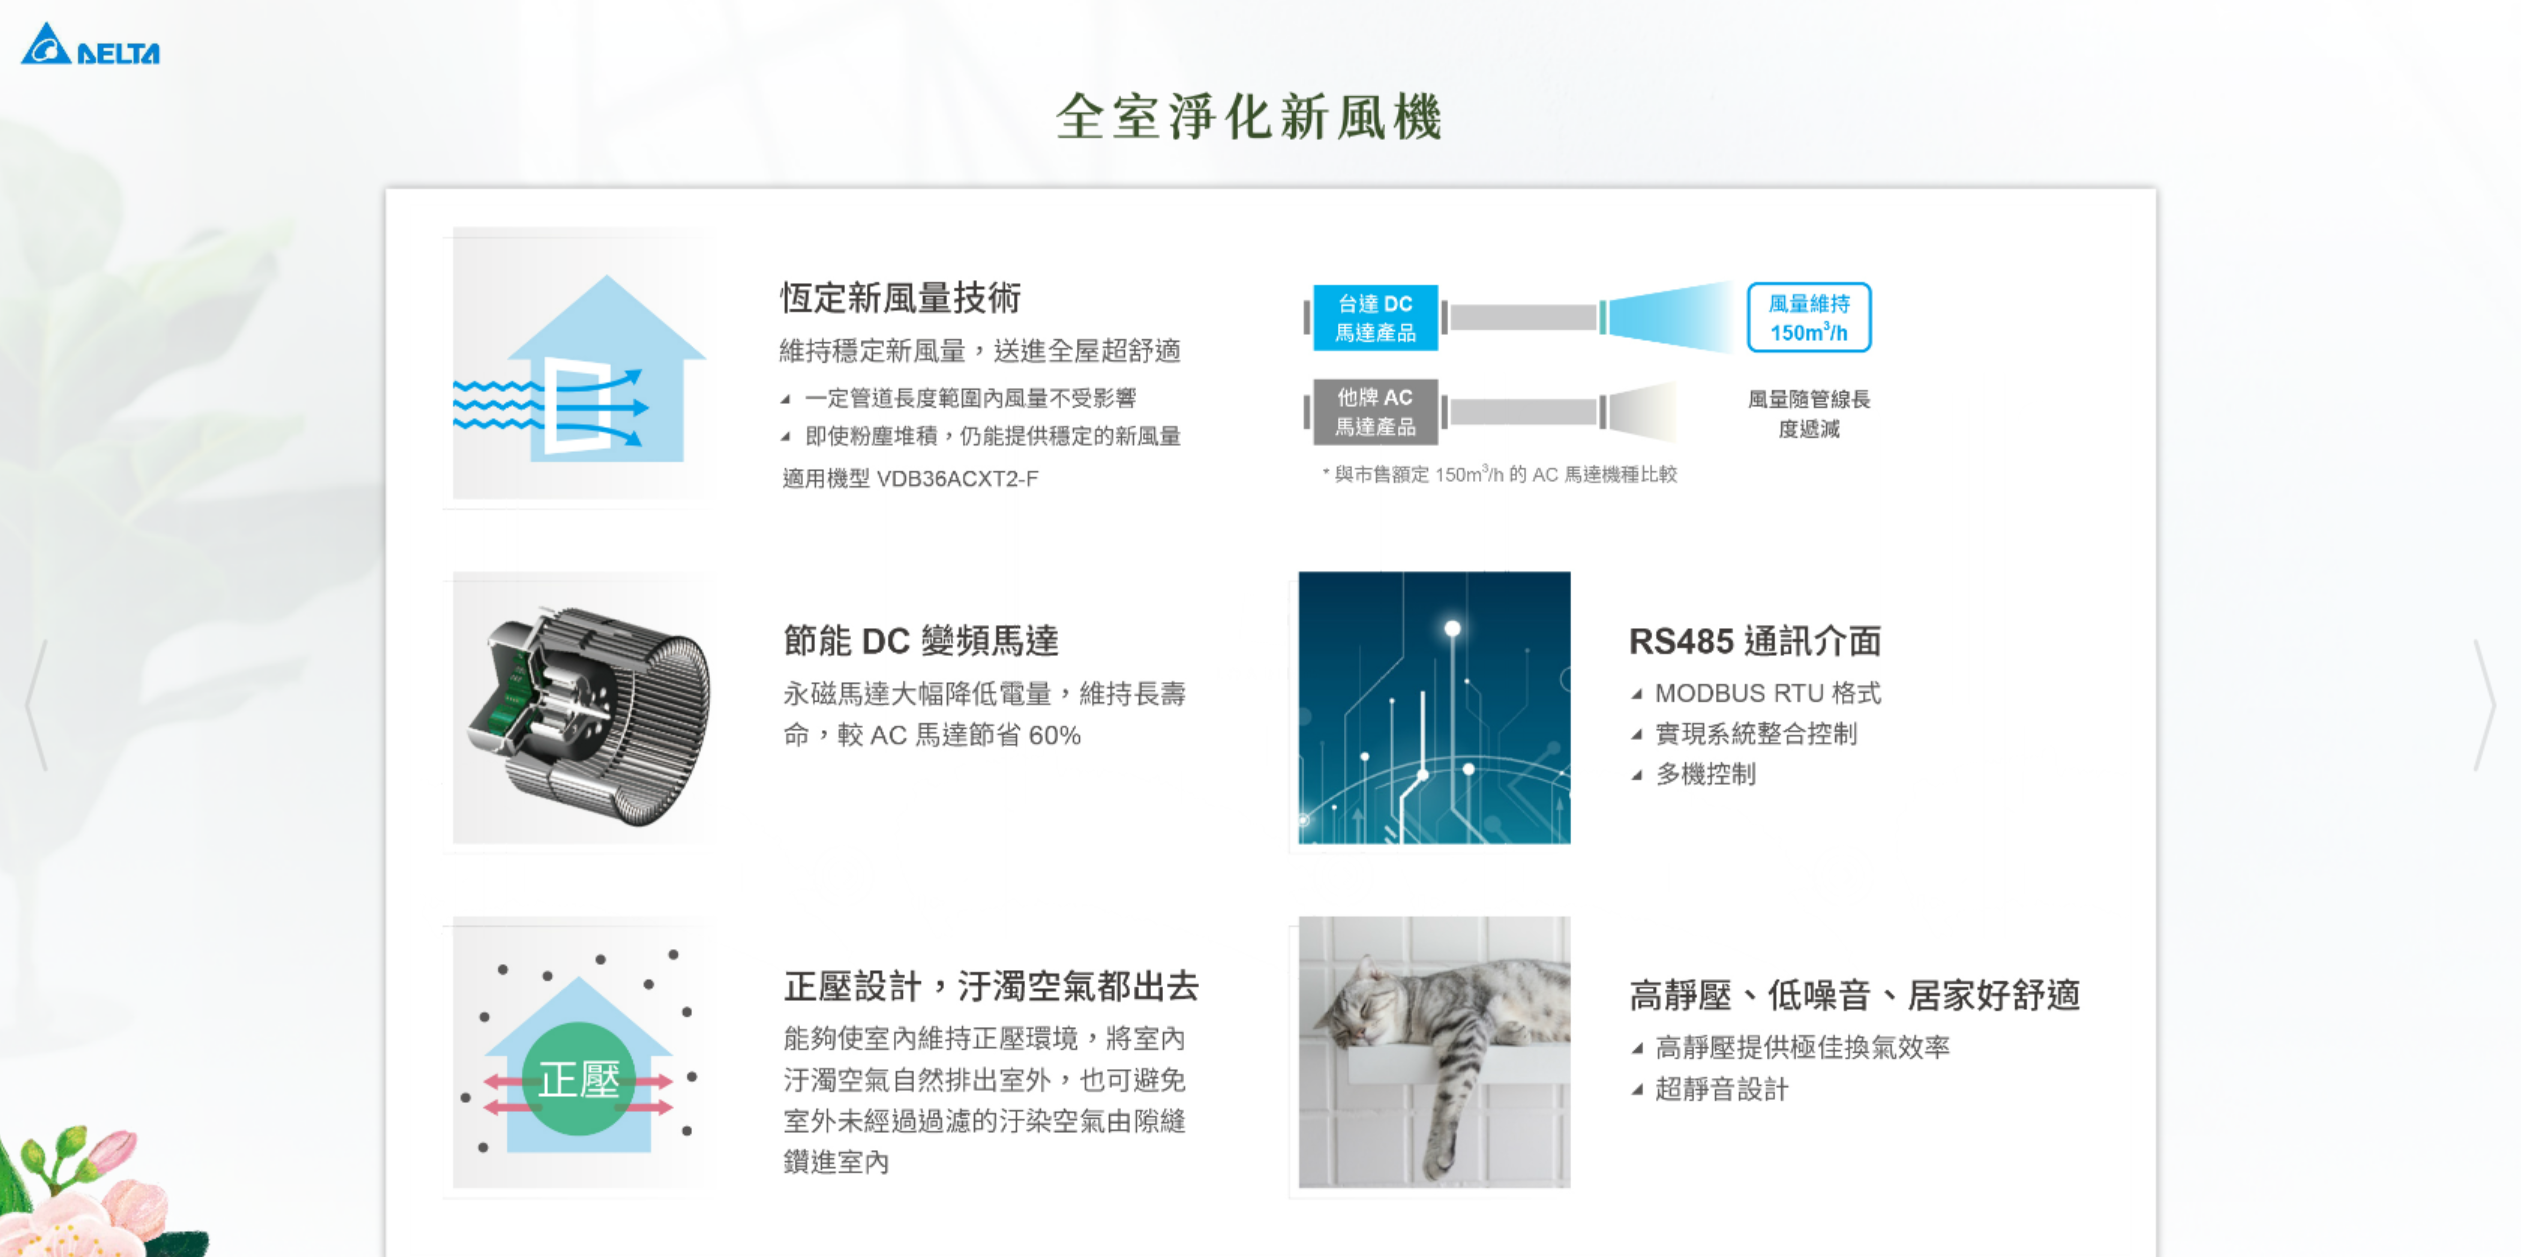 DELTA
全室淨化新風機
恆定新風量技術
維持穩定新風量，送進全屋超舒適
一定管道長度範圍內風量不受影響
即使粉塵堆積，仍能提供穩定的新風量
適用機型 VDB36ACXT2-F
台達 DC
馬達產品
風量維持
150m³/h
他牌 AC
馬達產品
風量隨管線長
度遞減
* 與市售額定 150m³/h 的 AC 馬達機種比較
節能 DC 變頻馬達
永磁馬達大幅降低電量，維持長壽
命，較 AC 馬達節省 60%
RS485 通訊介面
MODBUS RTU 格式
實現系統整合控制
多機控制
正壓
正壓設計，汙濁空氣都出去
能夠使室內維持正壓環境，將室內
汙濁空氣自然排出室外，也可避免
室外未經過過濾的汙染空氣由隙縫
鑽進室內
高靜壓、低噪音、居家好舒適
高靜壓提供極佳換氣效率
超靜音設計